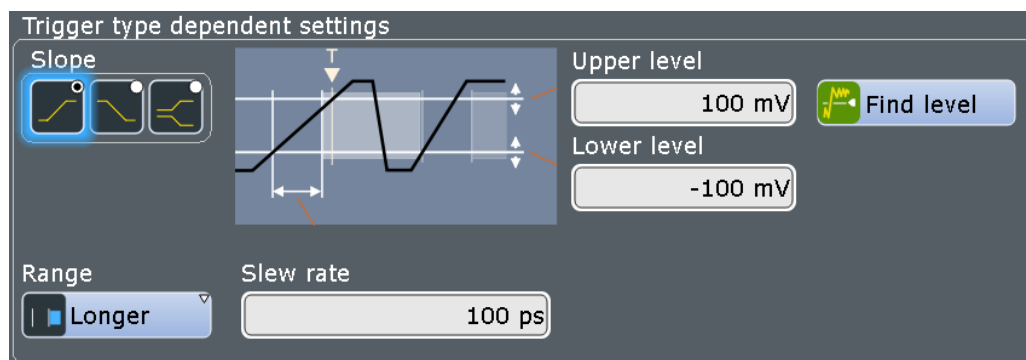 Trigger type dependent settings
Slope
T
Upper level
100 mV
Find level
Lower level
-100 mV
Range
Slew rate
Longer
100 ps